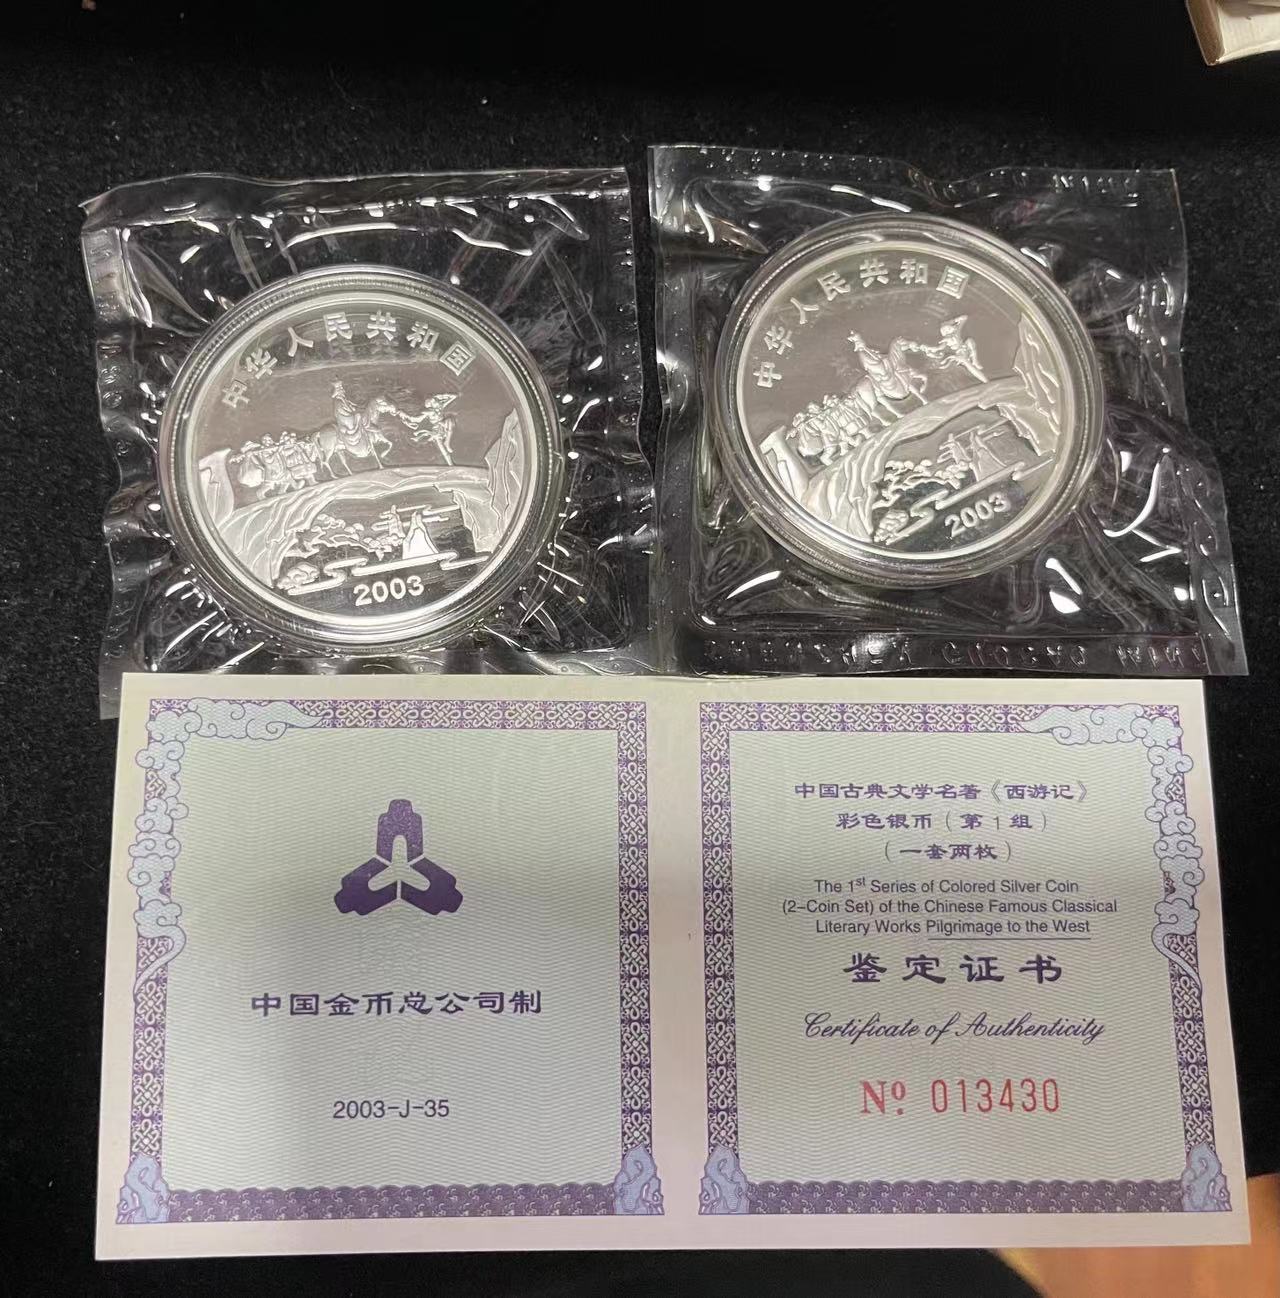 中华人民共和国
2003
中华人民共和国
2003
SHENZHEN GUOBAO MINT
中国金币总公司制
2003-J-35
中国古典文学名著《西游记》
彩色银币(第1组)
(一套两枚)
The 1st Series of Colored Silver Coin
(2-Coin Set) of the Chinese Famous Classical
Literary Works Pilgrimage to the West
鉴定证书
Certificate of Authenticity
Nº. 013430